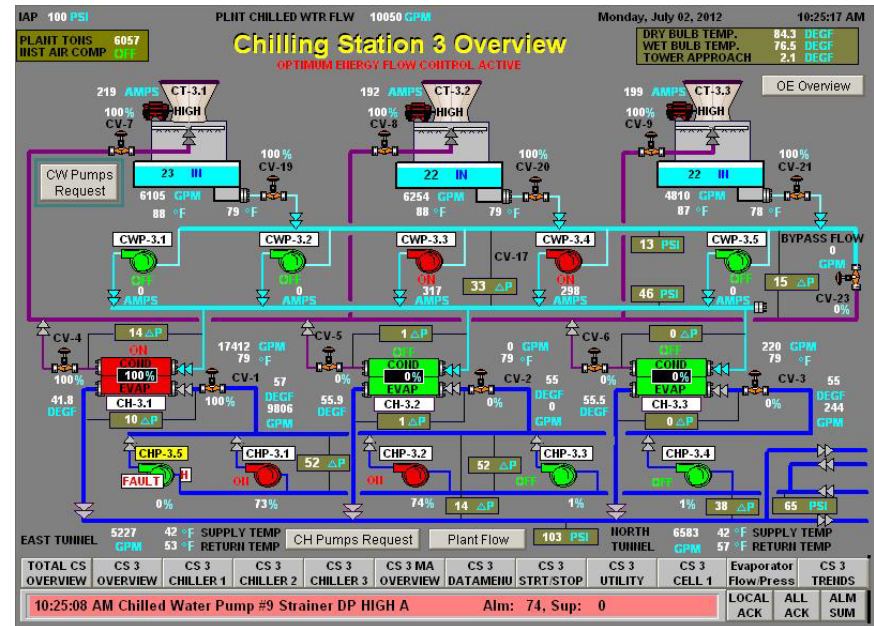 IAP 100 PSI PLNT CHILLED WTR FLW 10050 GPM Monday, July 02, 2012 10:25:17 AM
PLANT TONS 6057
INST AIR COMP OFF
Chilling Station 3 Overview
OPTIMUM ENERGY FLOW CONTROL ACTIVE
DRY BULB TEMP. 84.3 DEGF
WET BULB TEMP. 76.5 DEGF
TOWER APPROACH 2.1 DEGF
OE Overview
219 AMPS CT-3.1 192 AMPS CT-3.2 199 AMPS CT-3.3
100% HIGH 100% HIGH 100% HIGH
CV-7 CV-8 CV-9
CW Pumps
Request
100% 100% 100%
CV-19 CV-20 CV-21
23 IN 22 IN 22 IN
6105 GPM 6254 GPM 4810 GPM
88 °F 79 °F 88 °F 79 °F 87 °F 78 °F
CWP-3.1 CWP-3.2 CWP-3.3 CWP-3.4 13 PSI CWP-3.5 BYPASS FLOW
0
GPM
CV-17
OFF OFF ON ON OFF
0 0 317 33 ΔP 298 0 15 ΔP
AMPS AMPS AMPS AMPS AMPS
46 PSI
CV-23
0%
14 ΔP 1 ΔP 0 ΔP
CV-4 CV-5 CV-6
ON OFF OFF
17412 GPM 0 GPM 220 GPM
79 °F 79 °F 79 °F
COND COND COND
100% 0% 0%
EVAP EVAP EVAP
100% 0% 0%
CV-1 CV-2 CV-3
100% 0% 0%
41.8 DEGF 55.9 DEGF 55.5 DEGF
57 DEGF 55 DEGF 55 DEGF
9806 GPM 0 GPM 244 GPM
CH-3.1 CH-3.2 CH-3.3
10 ΔP 1 ΔP 0 ΔP
CHP-3.5 CHP-3.1 CHP-3.2 CHP-3.3 CHP-3.4
52 ΔP 52 ΔP
FAULT H ON ON OFF OFF
0% 73% 74% 14 ΔP 1% 1% 38 ΔP 65 PSI
EAST TUNNEL 5227 GPM
42 °F SUPPLY TEMP
53 °F RETURN TEMP
CH Pumps Request Plant Flow 103 PSI
NORTH TUNNEL 6583 GPM
42 °F SUPPLY TEMP
57 °F RETURN TEMP
TOTAL CS OVERVIEW
CS 3 OVERVIEW
CS 3 CHILLER 1
CS 3 CHILLER 2
CS 3 CHILLER 3
CS 3 MA OVERVIEW
CS 3 DATAMENU
CS 3 STRT/STOP
CS 3 UTILITY
CS 3 CELL 1
Evaporator Flow/Press
CS 3 TRENDS
10:25:08 AM Chilled Water Pump #9 Strainer DP HIGH A Alm: 74, Sup: 0
LOCAL ACK
ALL ACK
ALM SUM